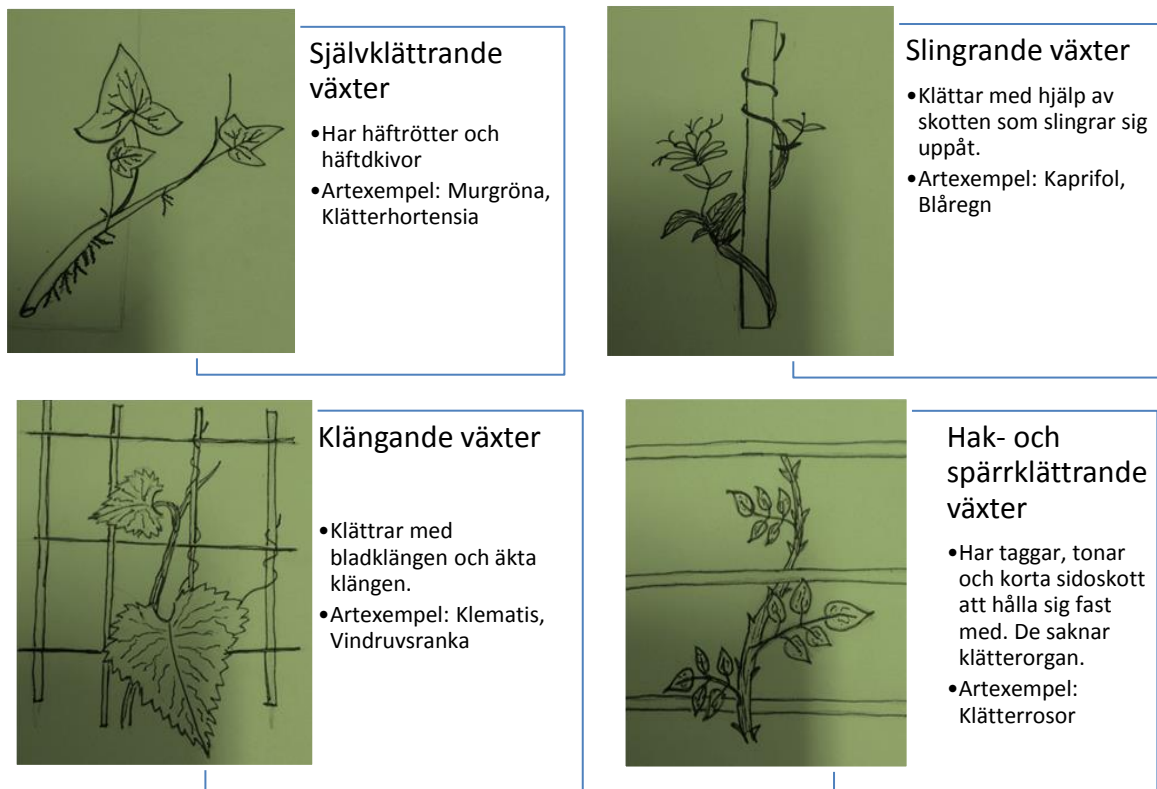 Självklättrande
växter
•Har häftrötter och
häftdkivor
•Artexempel: Murgröna,
Klätterhortensia
Slingrande växter
•Klättar med hjälp av
skotten som slingrar sig
uppåt.
•Artexempel: Kaprifol,
Blåregn
Klängande växter
•Klättrar med
bladklängen och äkta
klängen.
•Artexempel: Klematis,
Vindruvsranka
Hak- och
spärrklättrande
växter
•Har taggar, tonar
och korta sidoskott
att hålla sig fast
med. De saknar
klätterorgan.
•Artexempel:
Klätterrosor